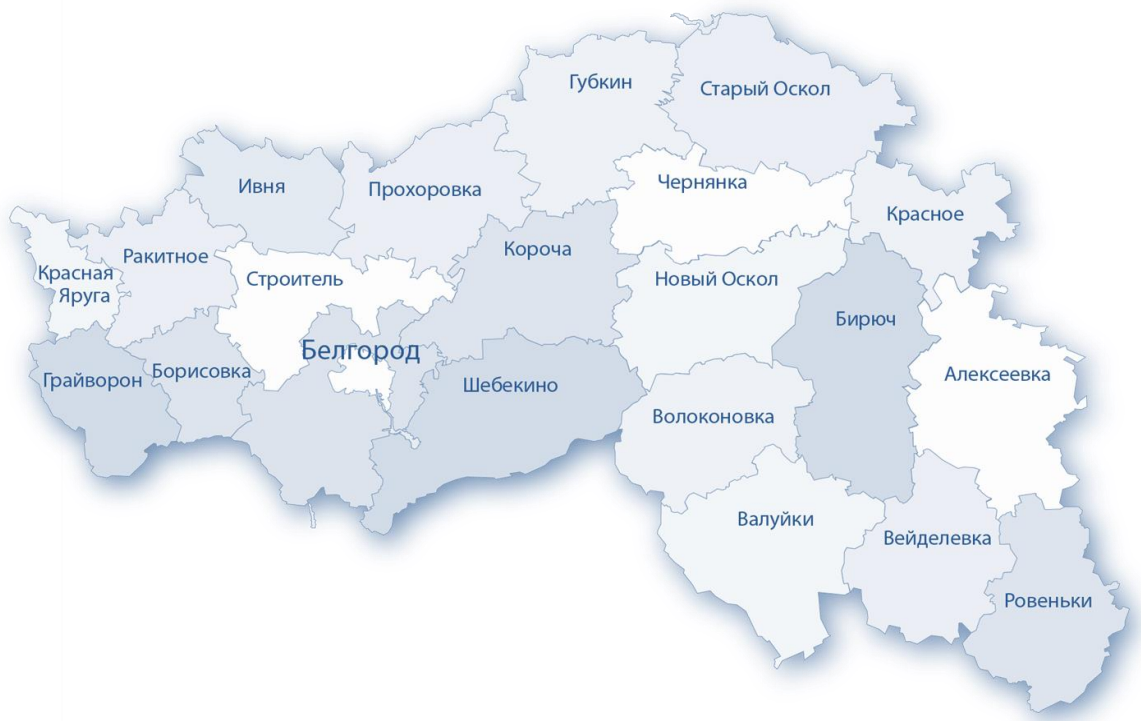 Губкин
Старый Оскол
Ивня
Прохоровка
Чернянка
Красное
Ракитное
Короча
Красная
Яруга
Строитель
Новый Оскол
Бирюч
Белгород
Грайворон
Борисовка
Шебекино
Алексеевка
Волоконовка
Валуйки
Вейделевка
Ровеньки